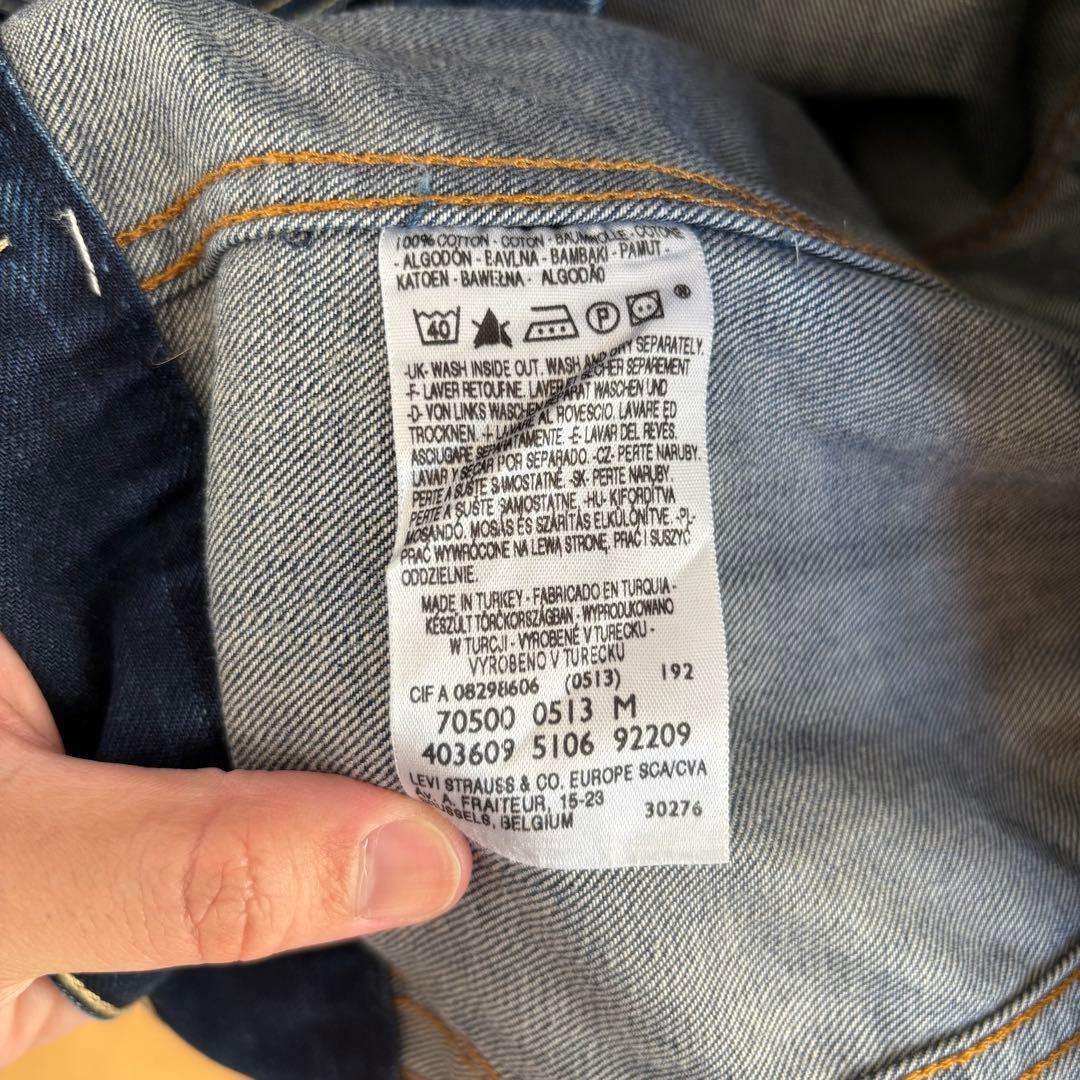 100% COTTON - COTON - BAUMWOLLE - COTONE
- ALGODÓN - BAVLNA - BAMBAKI - PAMUT -
KATOEN - BAWEŁNA - ALGODÃO
40 P ®
-UK- WASH INSIDE OUT. WASH AND DRY SEPARATELY.
-F- LAVER RETOURNE. LAVER SECHER SEPAREMENT
-D- VON LINKS WASCHEN WASCHEN UND
TROCKNEN. AL ROVESCIO. LAVARE ED
ASCIUGARE SEPARATAMENTE -E- LAVAR DEL REVÉS.
LAVAR Y SECAR POR SEPARADO. -CZ- PERTE NARUBY.
PERTE A SUŠTE SAMOSTATNĚ. -SK- PERTE NARUBY.
PERTE A SUŠTE SAMOSTATNE. -HU- KIFORDÍTVA
MOSANDÓ. MOSÁS ÉS SZÁRÍTÁS ELKÜLÖNÍTVE. -PL-
PRAĆ WYWRÓCONE NA LEWĄ STRONĘ, PRAĆ I SUSZYĆ
ODDZIELNIE.
MADE IN TURKEY - FABRICADO EN TURQUIA -
KÉSZÜLT TÖRÖKORSZÁGBAN - WYPRODUKOWANO
W TURCJI - VYROBENÉ V TURECKU -
VYROBENO V TURECKU
CIF A 08298606 (0513) 192
70500 0513 M
403609 5106 92209
LEVI STRAUSS & CO. EUROPE SCA/CVA
AV. A. FRAITEUR, 15-23
BRUSSELS, BELGIUM 30276